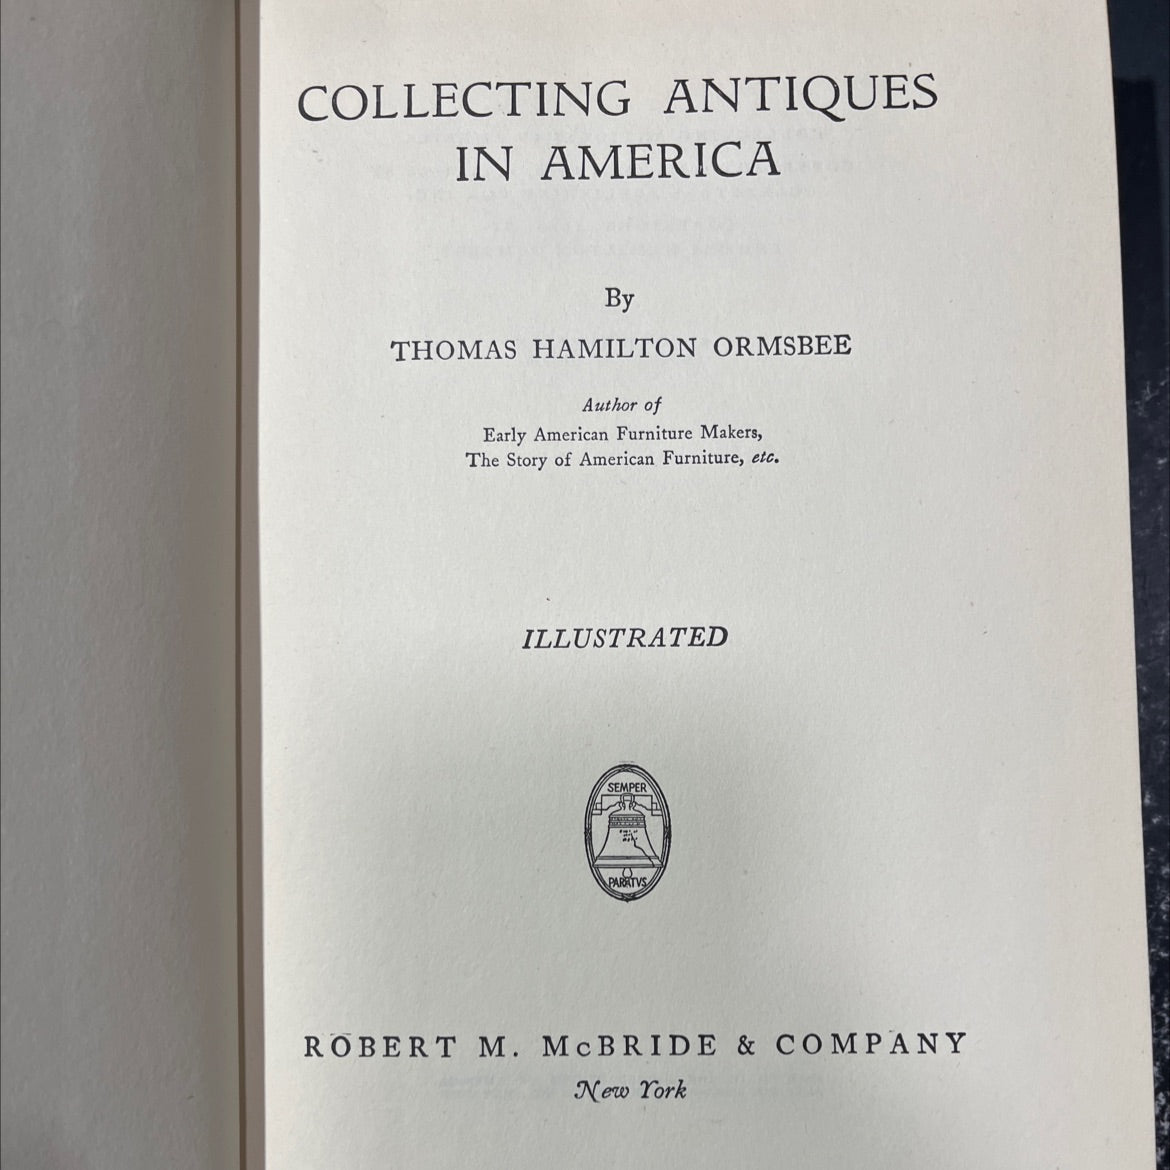 COLLECTING ANTIQUES
IN AMERICA
By
THOMAS HAMILTON ORMSBEE
Author of
Early American Furniture Makers,
The Story of American Furniture, etc.
ILLUSTRATED
SEMPER
PARATVS
ROBERT M. McBRIDE & COMPANY
New York